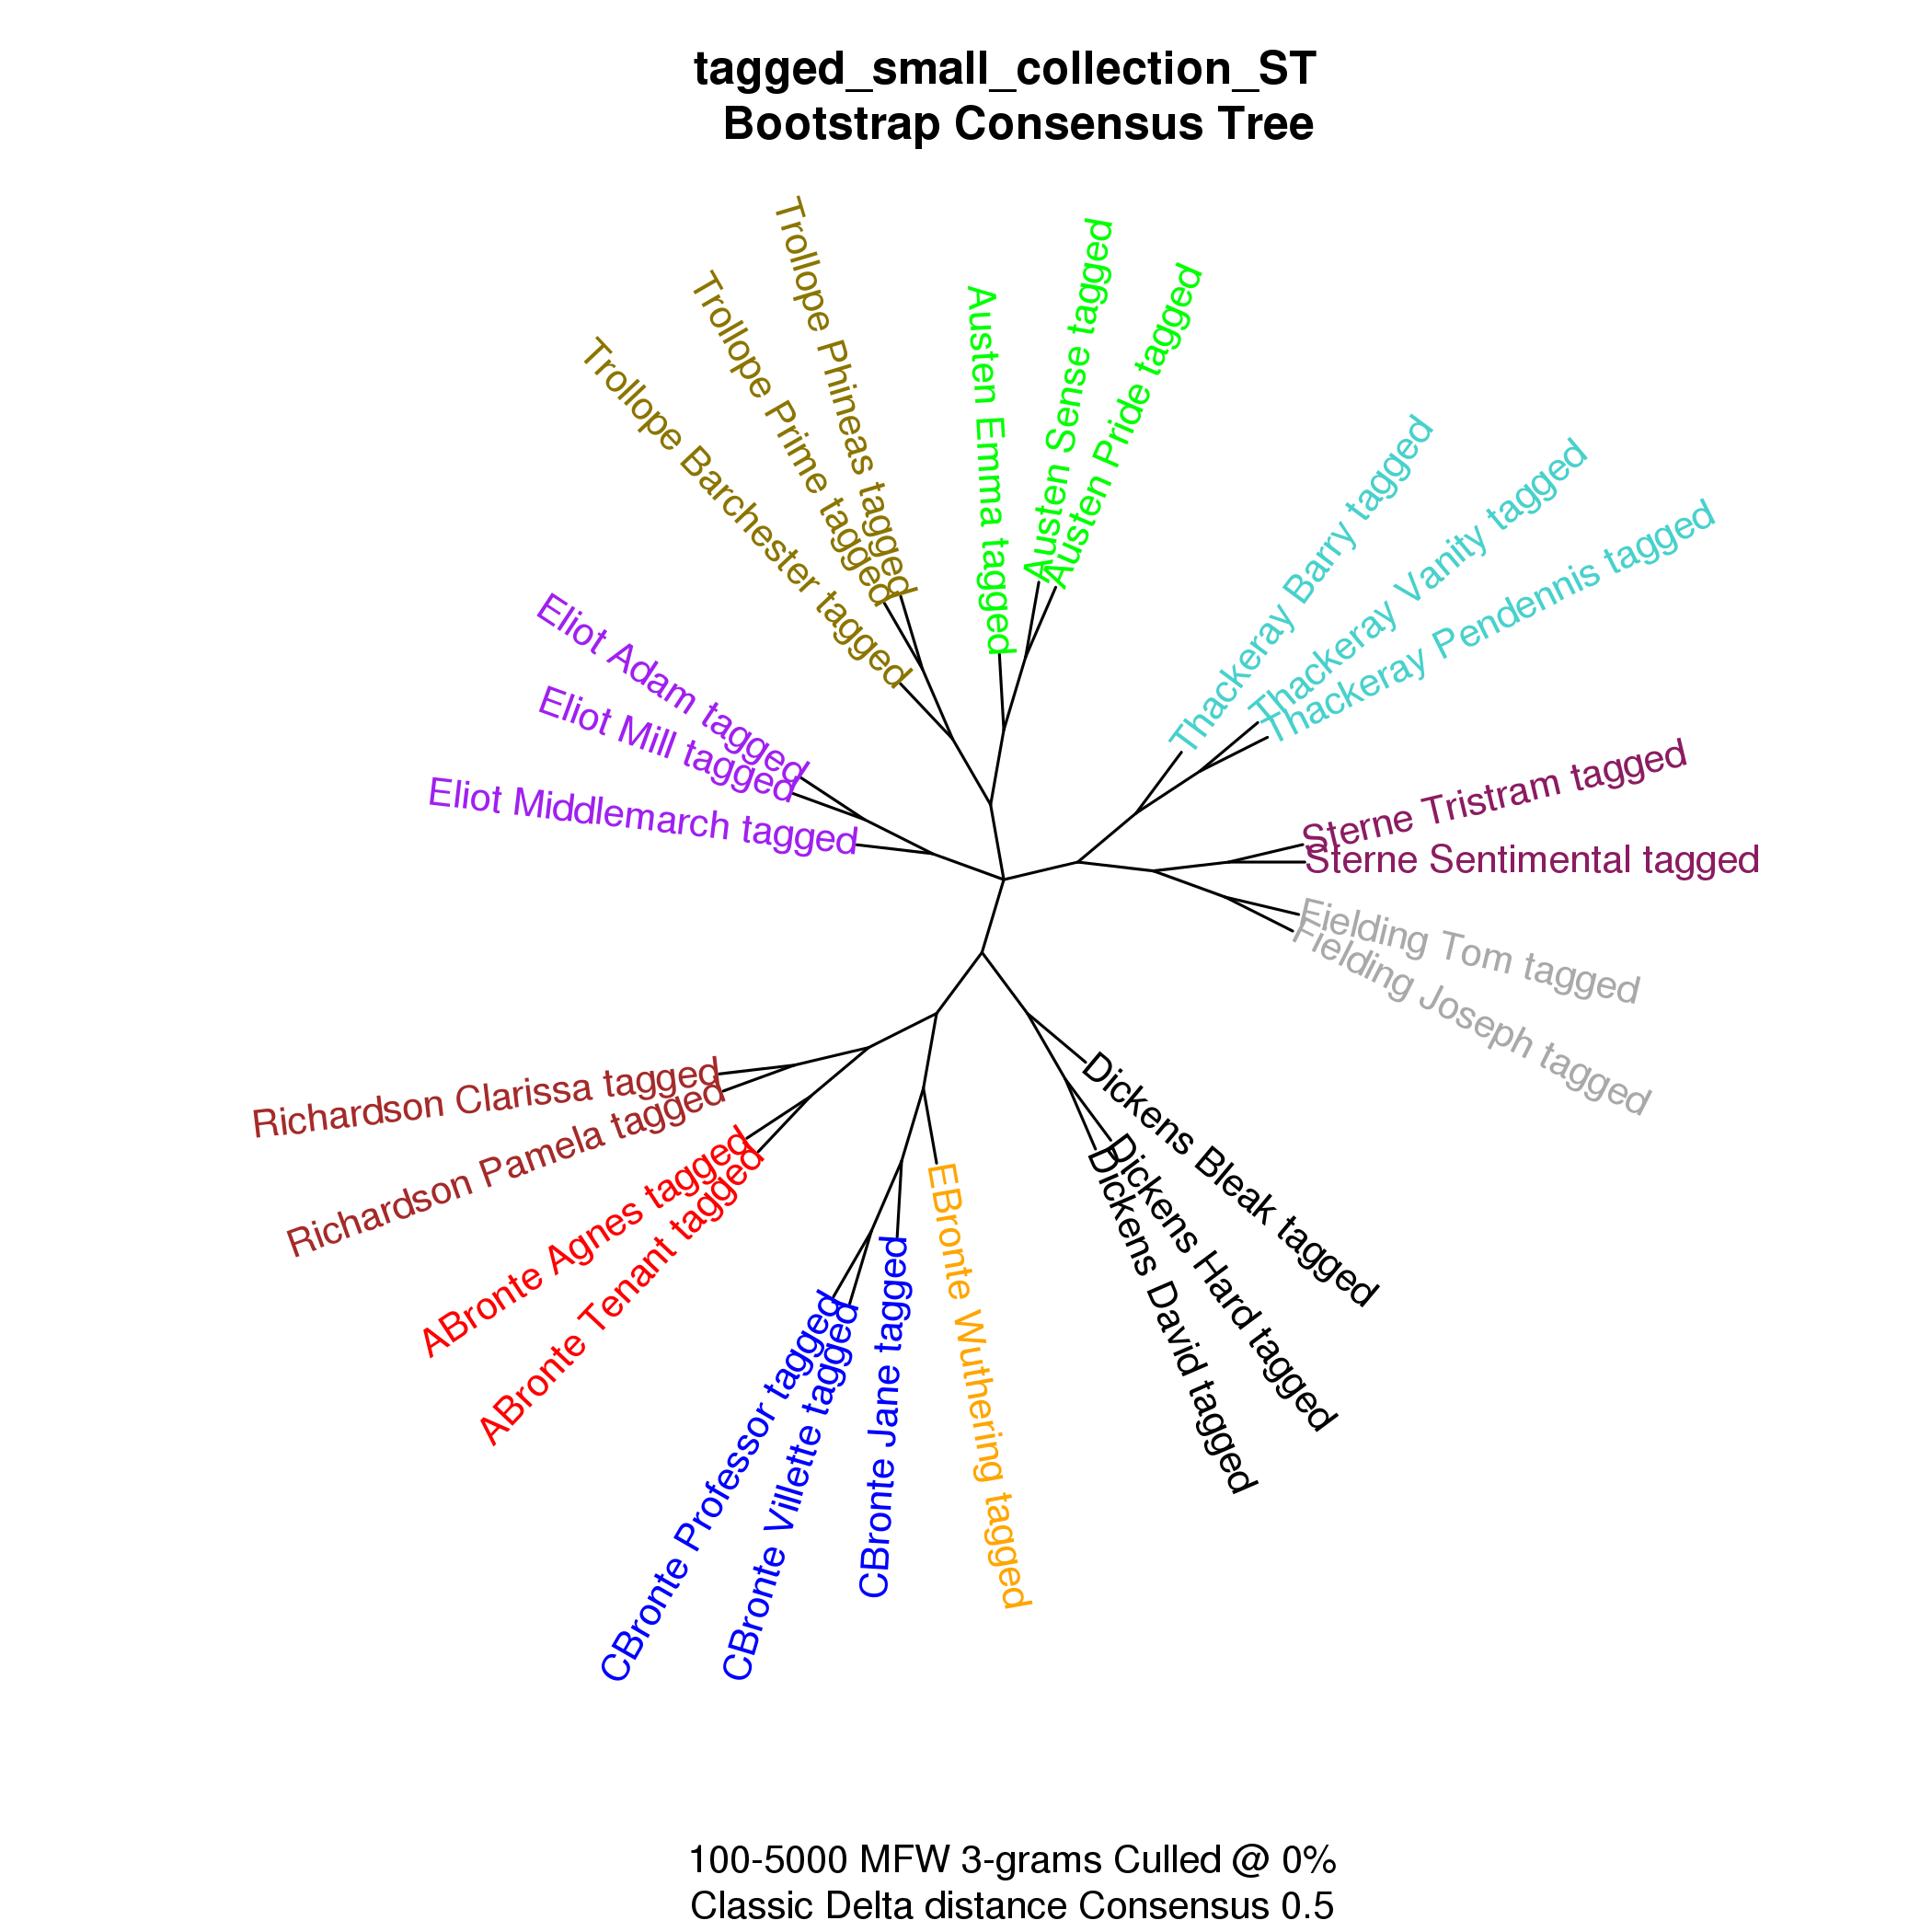 tagged_small_collection_ST
Bootstrap Consensus Tree
Trollope Phineas tagged
Trollope Prime tagged
Trollope Barchester tagged
Austen Emma tagged
Austen Sense tagged
Austen Pride tagged
Thackeray Barry tagged
Thackeray Vanity tagged
Thackeray Pendennis tagged
Sterne Tristram tagged
Sterne Sentimental tagged
Fielding Tom tagged
Fielding Joseph tagged
Eliot Adam tagged
Eliot Mill tagged
Eliot Middlemarch tagged
Richardson Clarissa tagged
Richardson Pamela tagged
ABronte Agnes tagged
ABronte Tenant tagged
CBronte Professor tagged
CBronte Villette tagged
CBronte Jane tagged
EBronte Wuthering tagged
Dickens David tagged
Dickens Hard tagged
Dickens Bleak tagged
100-5000 MFW 3-grams Culled @ 0%
Classic Delta distance Consensus 0.5